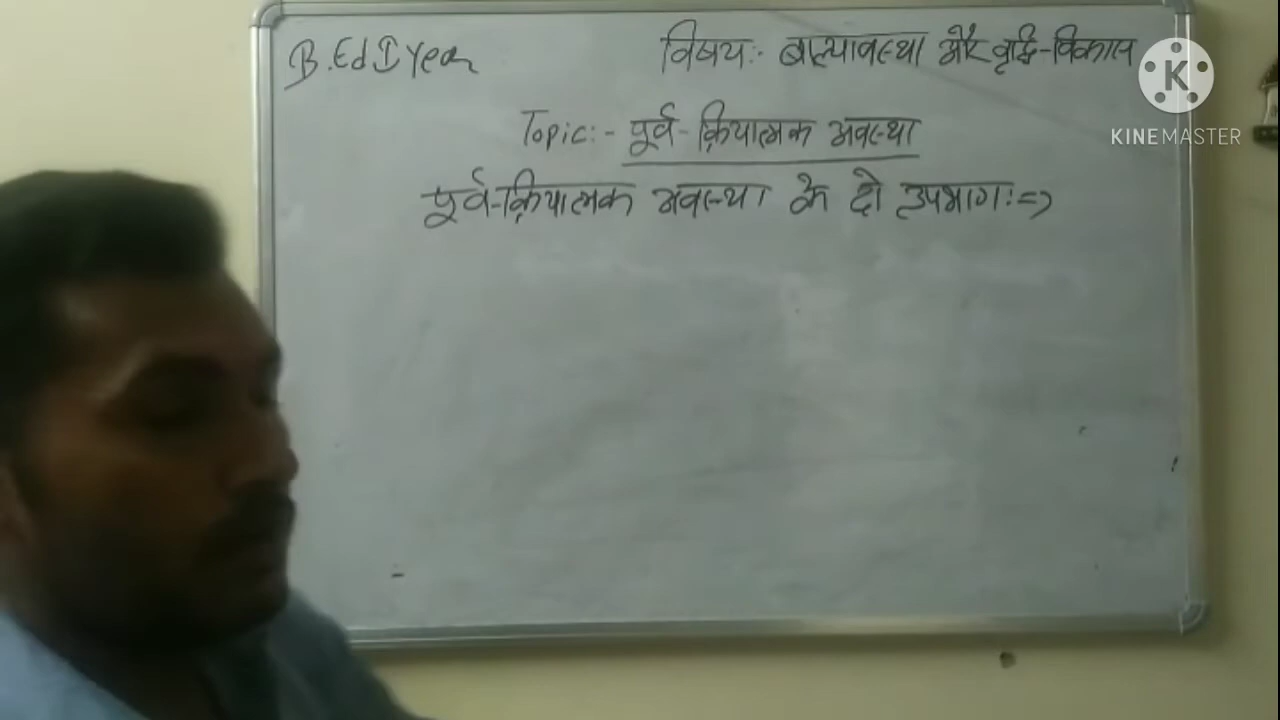 B.Ed I Year
विषय:- बाल्यावस्था और वृद्धि-विकास
KINEMASTER
Topic:- पूर्व-क्रियात्मक अवस्था
पूर्व-क्रियात्मक अवस्था के दो उपभाग:=>